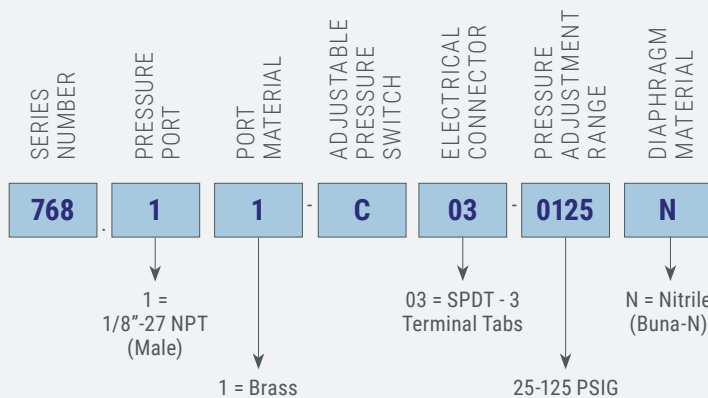 SERIES
NUMBER
PRESSURE
PORT
PORT
MATERIAL
ADJUSTABLE
PRESSURE
SWITCH
ELECTRICAL
CONNECTOR
PRESSURE
ADJUSTMENT
RANGE
DIAPHRAGM
MATERIAL
768 . 1 1 - C 03 - 0125 N
1 =
1/8”-27 NPT
(Male)
03 = SPDT - 3
Terminal Tabs
N = Nitrile
(Buna-N)
1 = Brass
25-125 PSIG